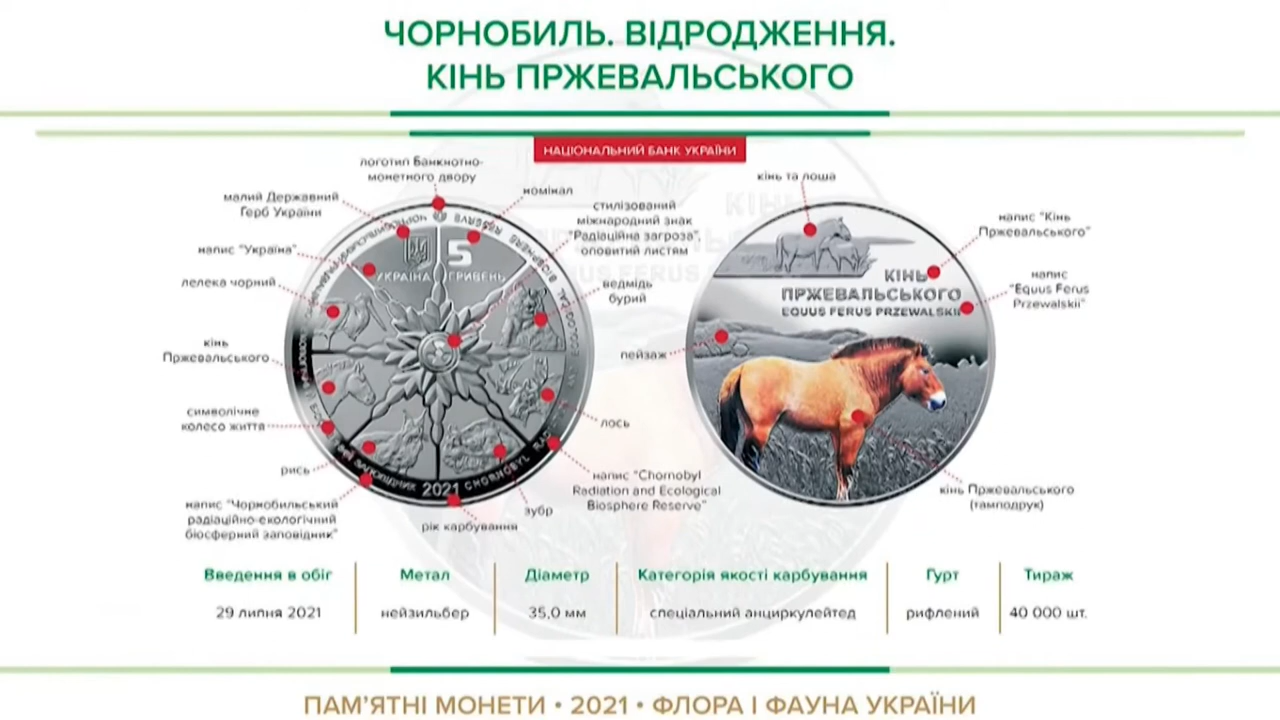 ЧОРНОБИЛЬ. ВІДРОДЖЕННЯ.
КІНЬ ПРЖЕВАЛЬСЬКОГО
НАЦІОНАЛЬНИЙ БАНК УКРАЇНИ
логотип Банкнотно-
монетного двору
малий Державний
Герб України
напис "Україна"
лелека чорний
кінь
Пржевальського
символічне
колесо життя
рись
напис "Чорнобильський
радіаційно-екологічний
біосферний заповідник"
рік карбування
номінал
стилізований
міжнародний знак
"Радіаційна загроза",
оповитий листям
ведмідь
бурий
лось
напис "Chornobyl
Radiation and Ecological
Biosphere Reserve"
зубр
5
УКРАЇНА ГРИВЕНЬ
ЗАПОВІДНИК 2021 CHORNOBYL
BIOSPHERE RESERVE
кінь та лоша
напис "Кінь
Пржевальського"
напис
"Equus Ferus
Przewalskii"
пейзаж
кінь Пржевальського
(тамподрук)
КІНЬ
ПРЖЕВАЛЬСЬКОГО
EQUUS FERUS PRZEWALSKII
Введення в обіг
Метал
Діаметр
Категорія якості карбування
Гурт
Тираж
29 липня 2021
нейзильбер
35,0 мм
спеціальний анциркулейтед
рифлений
40 000 шт.
ПАМ'ЯТНІ МОНЕТИ • 2021 • ФЛОРА І ФАУНА УКРАЇНИ